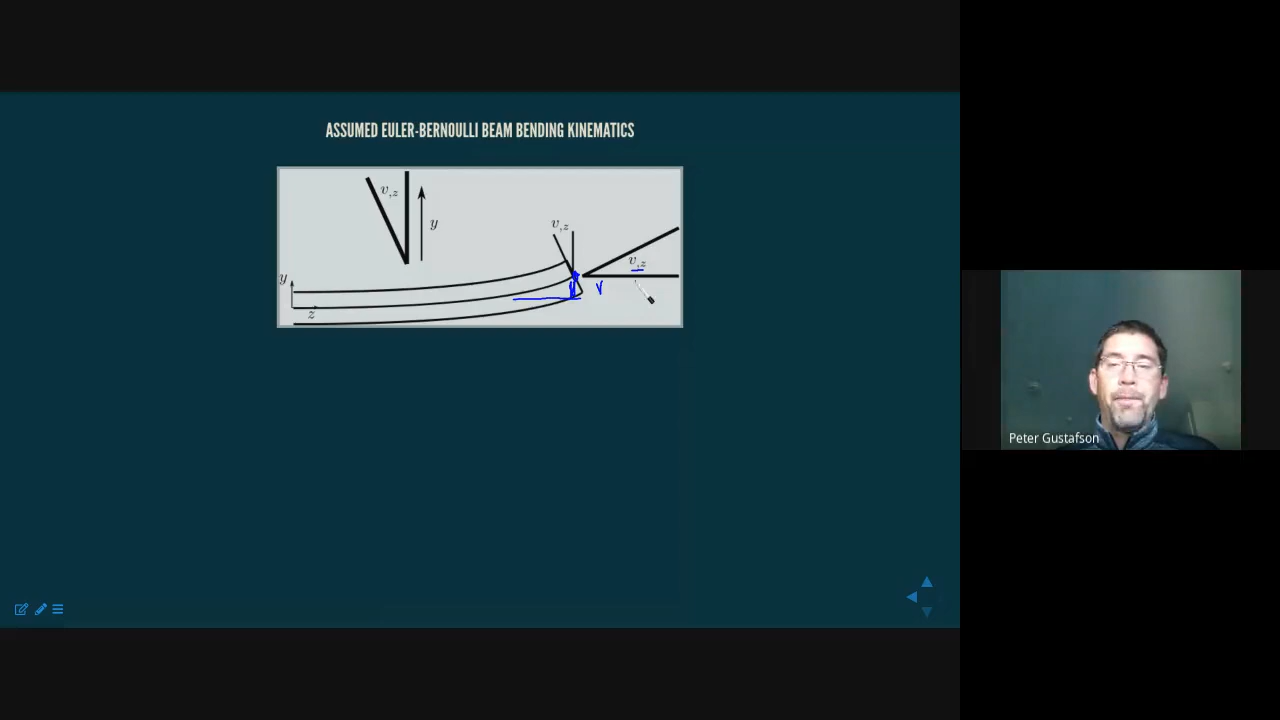 ASSUMED EULER-BERNOULLI BEAM BENDING KINEMATICS
v,z
y
v,z
v,z
y
z
v
Peter Gustafson